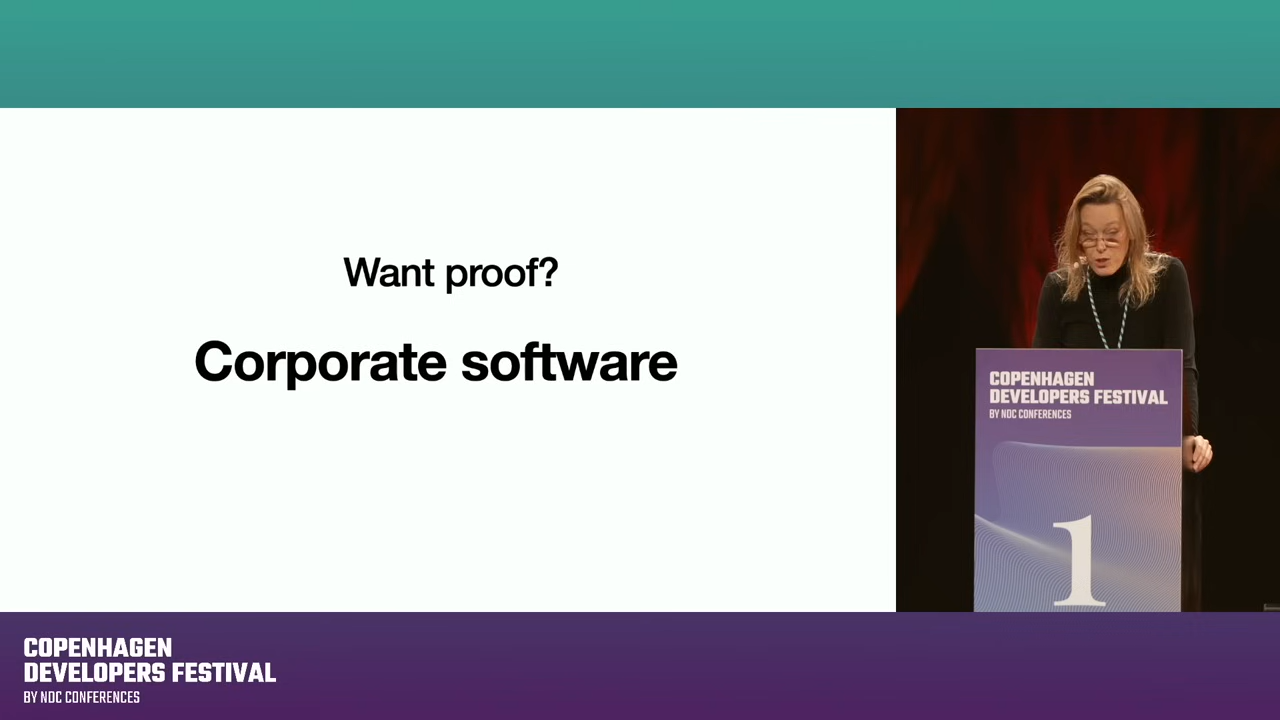 Want proof?
Corporate software
COPENHAGEN
DEVELOPERS FESTIVAL
BY NDC CONFERENCES
1
COPENHAGEN
DEVELOPERS FESTIVAL
BY NDC CONFERENCES